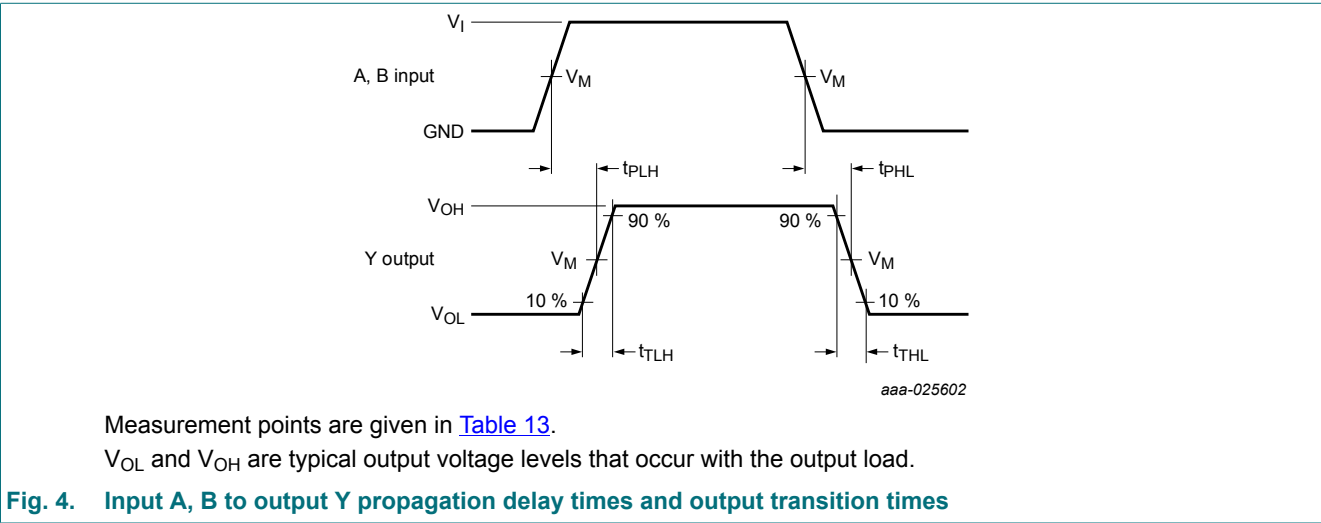 VI
A, B input
VM
VM
GND
tPLH
tPHL
VOH
90 %
90 %
Y output
VM
VM
10 %
10 %
VOL
tTLH
tTHL
aaa-025602
Measurement points are given in Table 13.
VOL and VOH are typical output voltage levels that occur with the output load.
Fig. 4. Input A, B to output Y propagation delay times and output transition times